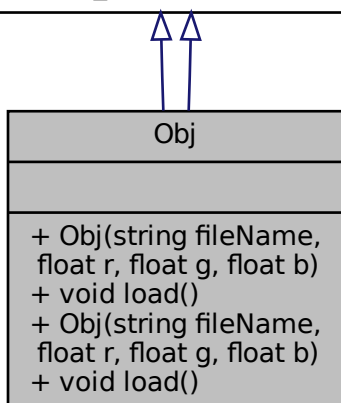 Obj
+ Obj(string fileName,
float r, float g, float b)
+ void load()
+ Obj(string fileName,
float r, float g, float b)
+ void load()